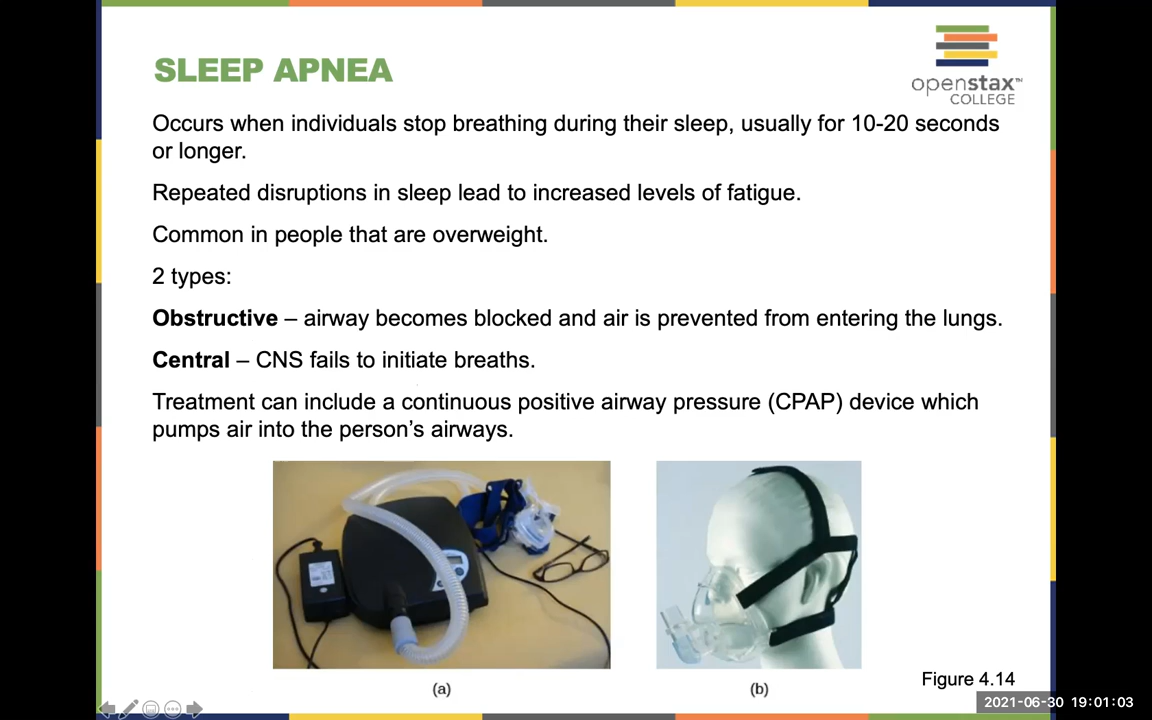 SLEEP APNEA
openstax™
COLLEGE
Occurs when individuals stop breathing during their sleep, usually for 10-20 seconds
or longer.
Repeated disruptions in sleep lead to increased levels of fatigue.
Common in people that are overweight.
2 types:
Obstructive – airway becomes blocked and air is prevented from entering the lungs.
Central – CNS fails to initiate breaths.
Treatment can include a continuous positive airway pressure (CPAP) device which
pumps air into the person’s airways.
(a)
(b)
Figure 4.14
2021-06-30 19:01:03